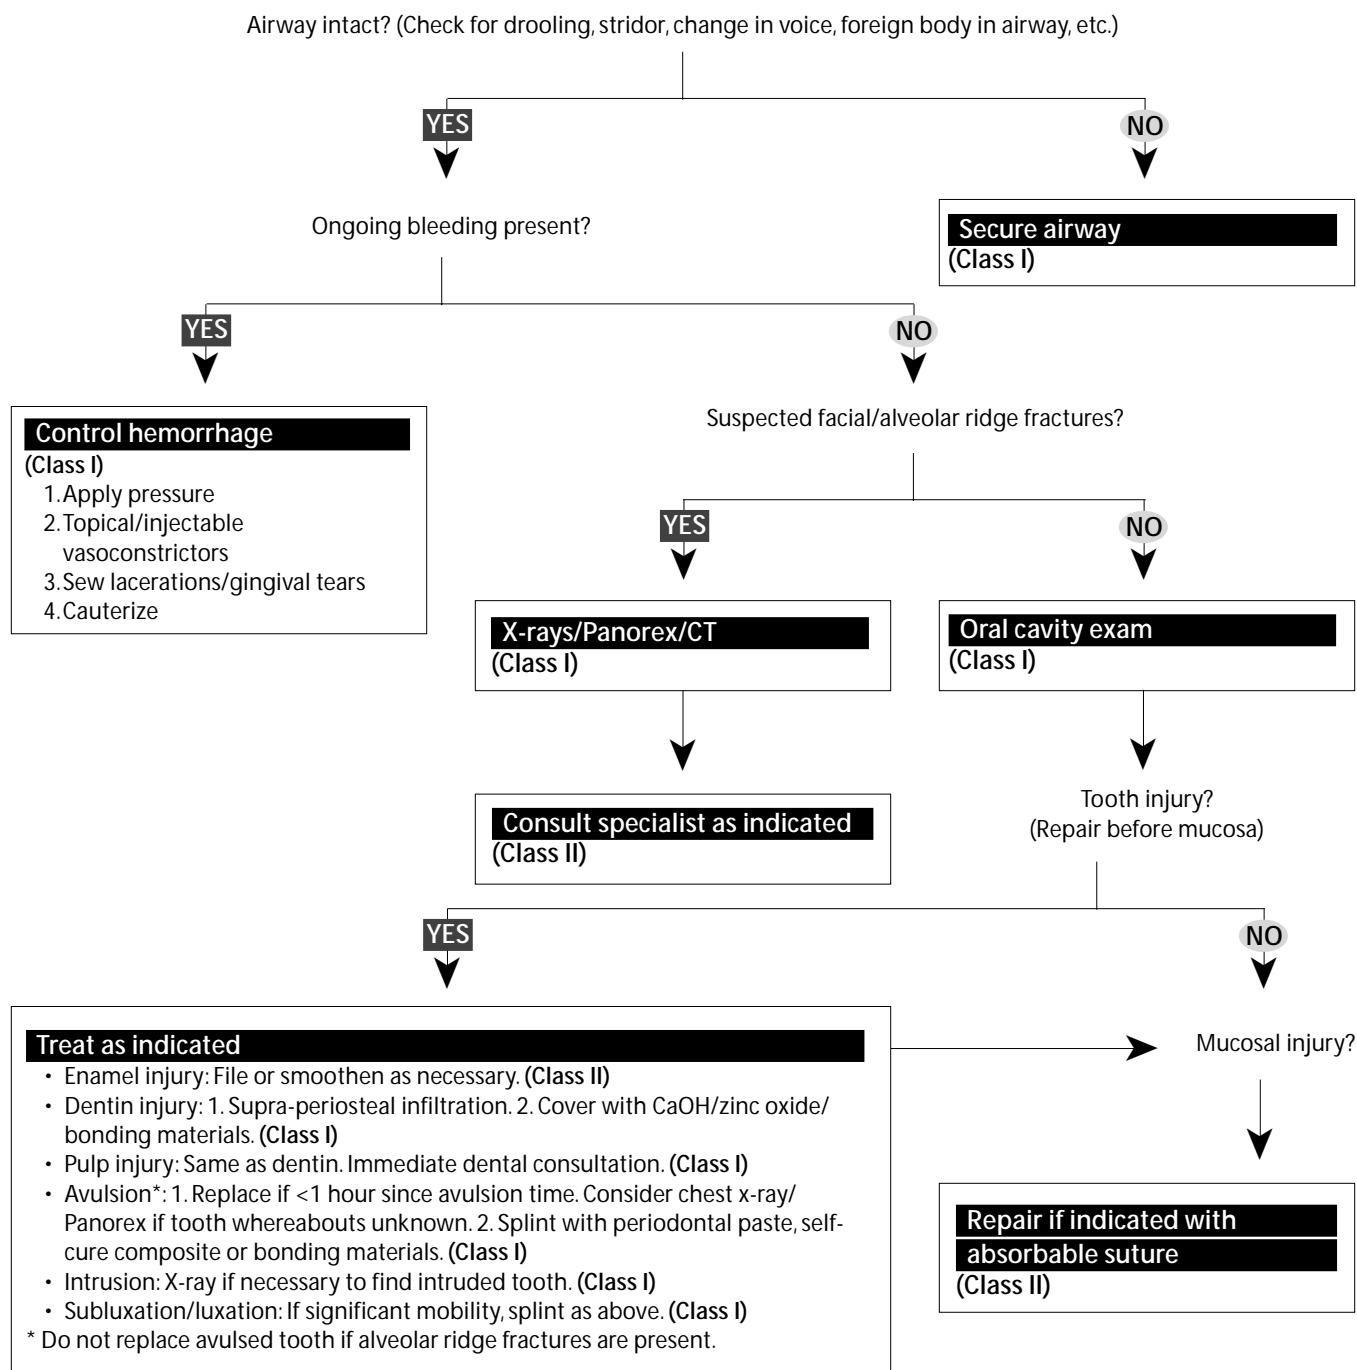 Airway intact? (Check for drooling, stridor, change in voice, foreign body in airway, etc.)
YES
NO
Ongoing bleeding present?
Secure airway
(Class I)
YES
NO
Control hemorrhage
(Class I)
1. Apply pressure
2. Topical/injectable
vasoconstrictors
3. Sew lacerations/gingival tears
4. Cauterize
Suspected facial/alveolar ridge fractures?
YES
NO
X-rays/Panorex/CT
(Class I)
Oral cavity exam
(Class I)
Consult specialist as indicated
(Class II)
Tooth injury?
(Repair before mucosa)
YES
NO
Treat as indicated
• Enamel injury: File or smoothen as necessary. (Class II)
• Dentin injury: 1. Supra-periosteal infiltration. 2. Cover with CaOH/zinc oxide/
bonding materials. (Class I)
• Pulp injury: Same as dentin. Immediate dental consultation. (Class I)
• Avulsion*: 1. Replace if <1 hour since avulsion time. Consider chest x-ray/
Panorex if tooth whereabouts unknown. 2. Splint with periodontal paste, self-
cure composite or bonding materials. (Class I)
• Intrusion: X-ray if necessary to find intruded tooth. (Class I)
• Subluxation/luxation: If significant mobility, splint as above. (Class I)
* Do not replace avulsed tooth if alveolar ridge fractures are present.
Mucosal injury?
Repair if indicated with
absorbable suture
(Class II)